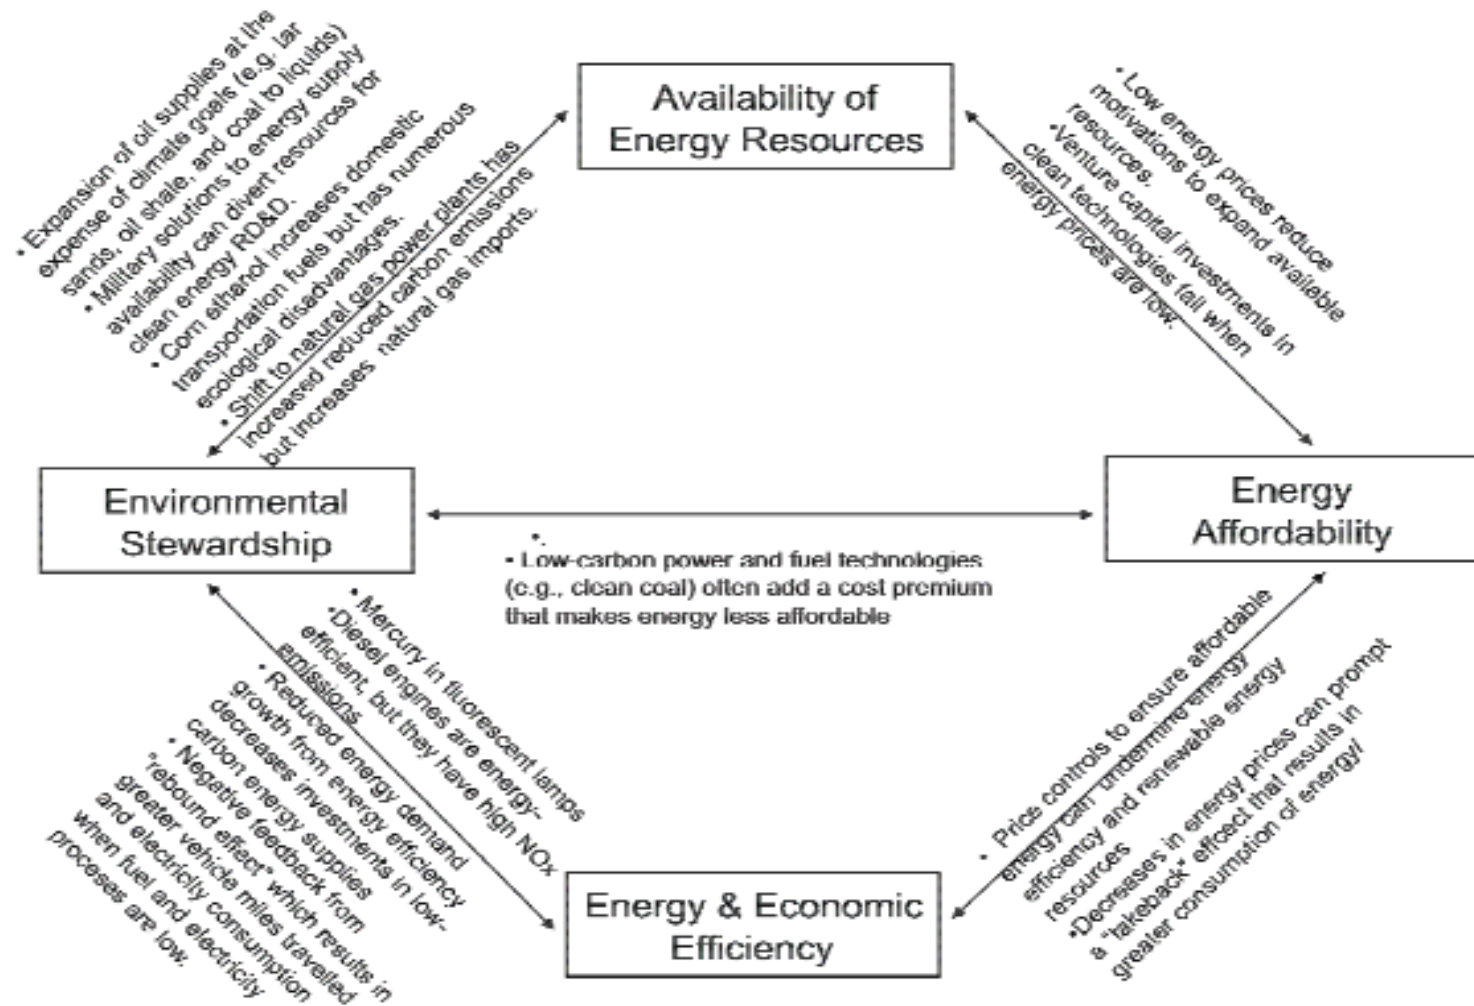 Availability of
Energy Resources
• Expansion of oil supplies at the
expense of climate goals (e.g. tar
sands, oil shale, and coal to liquids)
• Military solutions to energy supply
availability can divert resources for
clean energy RD&D.
• Corn ethanol increases domestic
transportation fuels but has numerous
ecological disadvantages.
• Shift to natural gas power plants has
increased reduced carbon emissions
but increases natural gas imports.
• Low energy prices reduce
motivations to expand available
resources.
•Venture capital investments in
clean technologies fall when
energy prices are low.
Environmental
Stewardship
Energy
Affordability
•.
• Low-carbon power and fuel technologies
(e.g., clean coal) often add a cost premium
that makes energy less affordable
• Mercury in fluorescent lamps
•Diesel engines are energy-
efficient, but they have high NOx
emissions
• Reduced energy demand
growth from energy efficiency
decreases investments in low-
carbon energy supplies
• Negative feedback from
"rebound effect" which results in
greater vehicle miles travelled
and electricity consumption
when fuel and electricity
proceses are low.
• Price controls to ensure affordable
energy can undermine energy
efficiency and renewable energy
resources
•Decreases in energy prices can prompt
a "takeback" effcect that results in
greater consumption of energy/
Energy & Economic
Efficiency